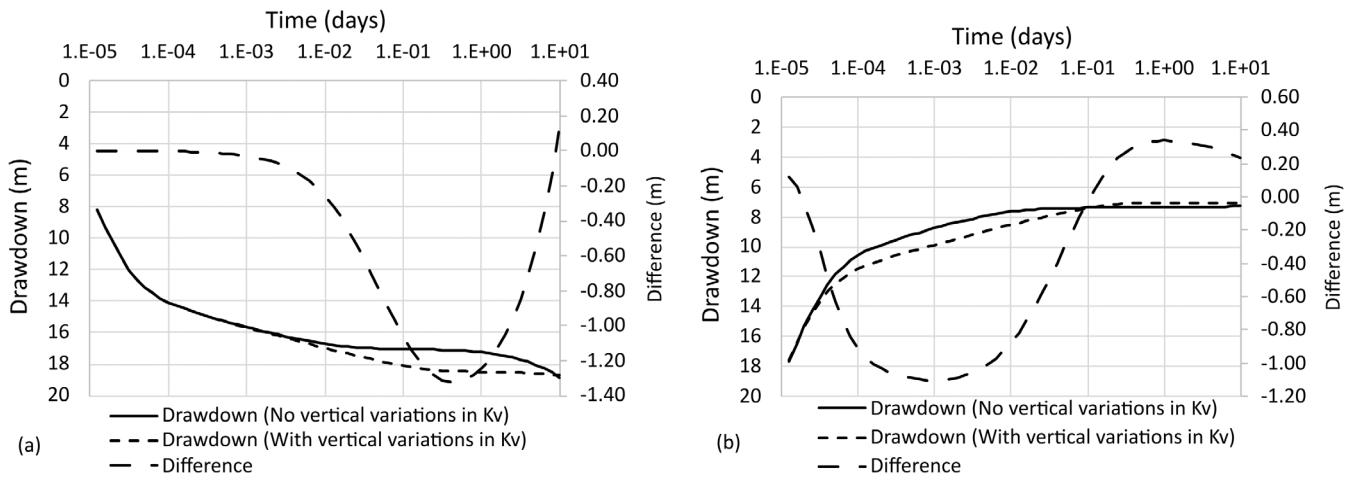 Time (days)
1.E-05 1.E-04 1.E-03 1.E-02 1.E-01 1.E+00 1.E+01
0
2
4
6
8
10
12
14
16
18
20
Drawdown (m)
0.40
0.20
0.00
-0.20
-0.40
-0.60
-0.80
-1.00
-1.20
-1.40
Difference (m)
Drawdown (No vertical variations in Kv)
Drawdown (With vertical variations in Kv)
Difference
(a)
Time (days)
1.E-05 1.E-04 1.E-03 1.E-02 1.E-01 1.E+00 1.E+01
0
2
4
6
8
10
12
14
16
18
20
Drawdown (m)
0.60
0.40
0.20
0.00
-0.20
-0.40
-0.60
-0.80
-1.00
-1.20
Difference (m)
Drawdown (No vertical variations in Kv)
Drawdown (With vertical variations in Kv)
Difference
(b)